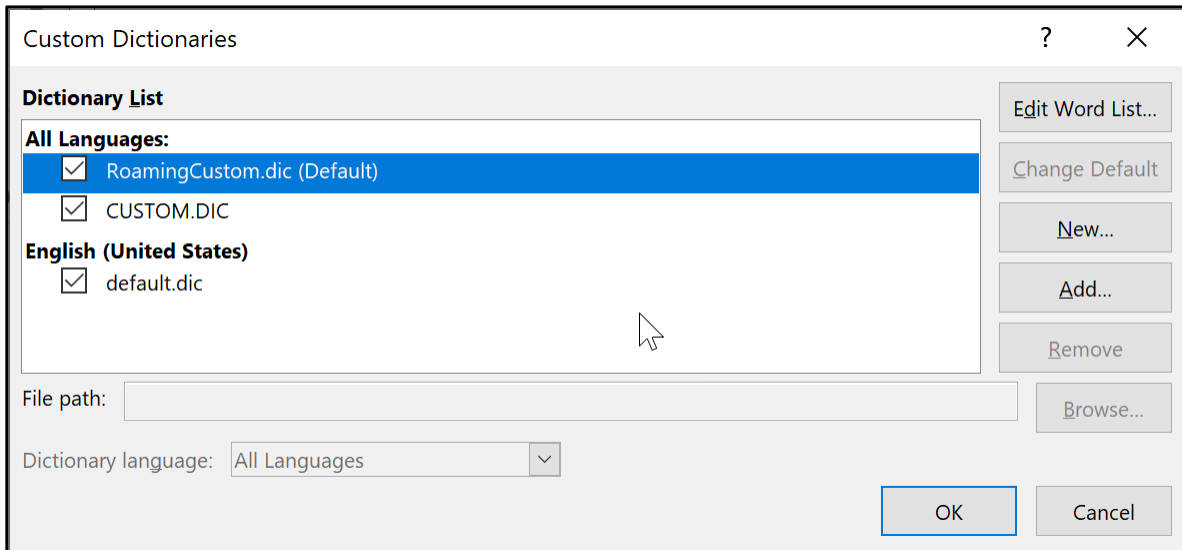 Custom Dictionaries
?
Dictionary List
Edit Word List...
All Languages:
RoamingCustom.dic (Default)
Change Default
CUSTOM.DIC
New...
English (United States)
default.dic
Add...
Remove
File path:
Browse...
Dictionary language:
All Languages
OK
Cancel